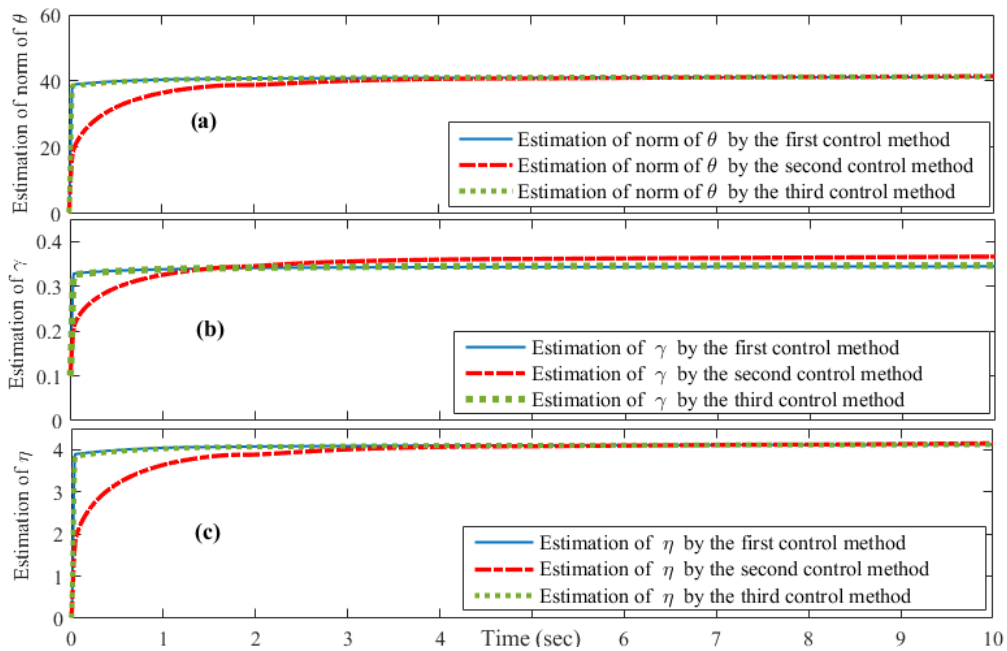 60
40
20
0
Estimation of norm of θ
(a)
Estimation of norm of θ by the first control method
Estimation of norm of θ by the second control method
Estimation of norm of θ by the third control method
0.4
0.3
0.2
0.1
0
Estimation of γ
(b)
Estimation of γ by the first control method
Estimation of γ by the second control method
Estimation of γ by the third control method
4
3
2
1
0
Estimation of η
(c)
Estimation of η by the first control method
Estimation of η by the second control method
Estimation of η by the third control method
0 1 2 3 4 Time (sec) 6 7 8 9 10